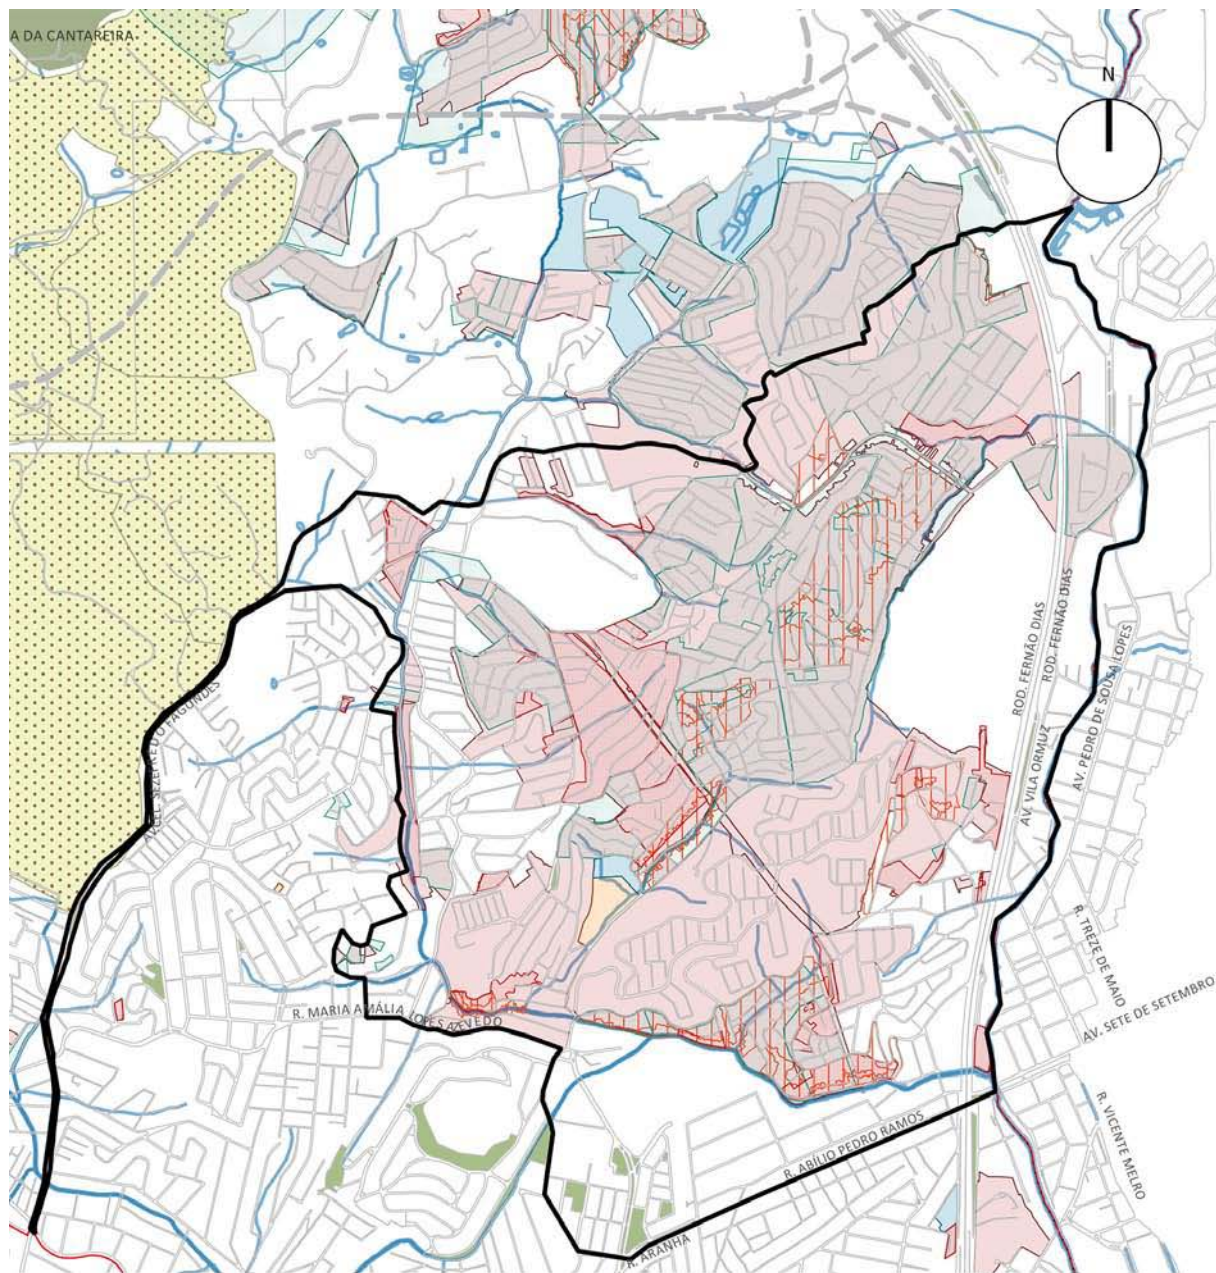 A DA CANTAREIRA
N
ROD. FERNÃO DIAS
ROD. FERNÃO DIAS
AV. PEDRO DE SOUSA LOPES
AV. VILA ORMUZ
R. TREZE DE MAIO
AV. SETE DE SETEMBRO
R. MARIA AMÁLIA LOPES AZEVEDO
R. ABÍLIO PEDRO RAMOS
R. VICENTE MELRO
R. ARANHA